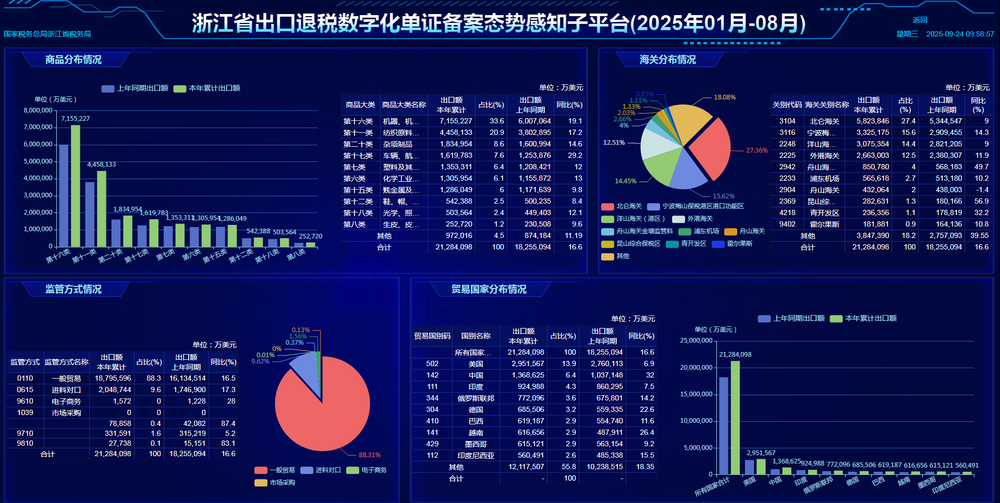 浙江省出口退税数字化单证备案态势感知子平台(2025年01月-08月)
返回
国家税务总局浙江省税务局
星期三 2025-09-24 09:58:57
商品分布情况
上年同期出口额 本年累计出口额
单位（万美元）
8,000,000
7,000,000
6,000,000
5,000,000
4,000,000
3,000,000
2,000,000
1,000,000
0
7,155,227
4,458,133
1,834,954
1,619,783
1,353,311
1,305,954
1,286,049
542,388
503,564
252,720
第十六类 第十一类 第二十类 第十七类 第七类 第六类 第十五类 第十二类 第十八类 第八类
单位：万美元
商品大类 商品大类名称 出口额 本年累计 占比(%) 出口额 上年同期 同比(%)
第十六类 机器、机... 7,155,227 33.6 6,007,064 19.1
第十一类 纺织原料... 4,458,133 20.9 3,802,895 17.2
第二十类 杂项制品 1,834,954 8.6 1,600,994 14.6
第十七类 车辆、航... 1,619,783 7.6 1,253,876 29.2
第七类 塑料及其... 1,353,311 6.4 1,208,421 12
第六类 化学工业... 1,305,954 6.1 1,155,872 13
第十五类 贱金属及... 1,286,049 6 1,171,639 9.8
第十二类 鞋、帽、... 542,388 2.5 500,235 8.4
第十八类 光学、照... 503,564 2.4 449,403 12.1
第八类 生皮、皮... 252,720 1.2 230,508 9.6
其他 972,016 4.5 874,184 11.19
合计 21,284,098 100 18,255,094 16.6
海关分布情况
0.85%
1.11%
1.33%
2.03%
2.66%
4%
12.51%
14.45%
15.62%
27.36%
18.08%
北仑海关 宁波梅山保税港区港口功能区
洋山海关（港区） 外港海关
舟山海关金塘监管科 浦东机场 舟山海关
昆山综合保税区 青开发区 霍尔果斯
其他
单位：万美元
关别代码 海关关别名称 出口额 本年累计 占比 (%) 出口额 上年同期 同比 (%)
3104 北仑海关 5,823,846 27.4 5,344,547 9
3116 宁波梅... 3,325,175 15.6 2,909,455 14.3
2248 洋山海... 3,075,354 14.4 2,821,205 9
2225 外港海关 2,663,003 12.5 2,380,307 11.9
2942 舟山海... 850,780 4 568,183 49.7
2233 浦东机场 565,618 2.7 513,180 10.2
2904 舟山海关 432,064 2 438,003 -1.4
2369 昆山综... 282,631 1.3 180,166 56.9
4218 青开发区 236,356 1.1 178,819 32.2
9402 霍尔果斯 181,881 0.9 164,136 10.8
其他 3,847,390 18.2 2,757,093 39.55
合计 21,284,098 100 18,255,094 16.6
监管方式情况
单位：万美元
监管方式 监管方式名称 出口额 本年累计 占比(%) 出口额 上年同期 同比(%)
0110 一般贸易 18,795,596 88.3 16,134,514 16.5
0615 进料对口 2,048,744 9.6 1,746,900 17.3
9610 电子商务 1,572 0 1,228 28
1039 市场采购 0 0 0
78,858 0.4 42,082 87.4
9710 331,591 1.6 315,219 5.2
9810 27,738 0.1 15,151 83.1
合计 21,284,098 100 18,255,094 16.6
0.13%
1.56%
0.37%
0%
0.01%
9.62%
88.31%
一般贸易 进料对口 电子商务
市场采购
贸易国家分布情况
单位：万美元
贸易国别码 国别名称 出口额 本年累计 占比(%) 出口额 上年同期 同比(%)
所有国家... 21,284,098 100 18,255,094 16.6
502 美国 2,951,567 13.9 2,760,113 6.9
142 中国 1,368,625 6.4 1,037,148 32
111 印度 924,988 4.3 860,295 7.5
344 俄罗斯联邦 772,096 3.6 675,801 14.2
304 德国 685,506 3.2 559,335 22.6
410 巴西 619,187 2.9 554,740 11.6
141 越南 616,656 2.9 487,911 26.4
429 墨西哥 615,121 2.9 563,154 9.2
112 印度尼西亚 560,491 2.6 485,338 15.5
其他 12,117,507 55.8 10,238,515 18.35
合计 - 100 -
上年同期出口额 本年累计出口额
单位（万美元）
25,000,000
20,000,000
15,000,000
10,000,000
5,000,000
0
21,284,098
2,951,567
1,368,625
924,988
772,096
685,506
619,187
616,656
615,121
560,491
所有国家合计 美国 中国 印度 俄罗斯联邦 德国 巴西 越南 墨西哥 印度尼西亚